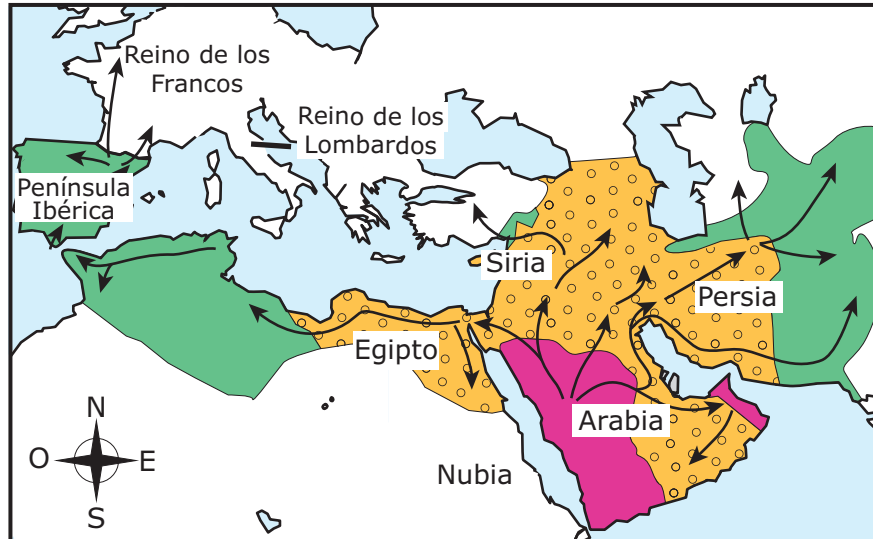 Reino de los
Francos
Reino de los
Lombardos
Península
Ibérica
Siria
Persia
Egipto
Arabia
Nubia
N
O
E
S